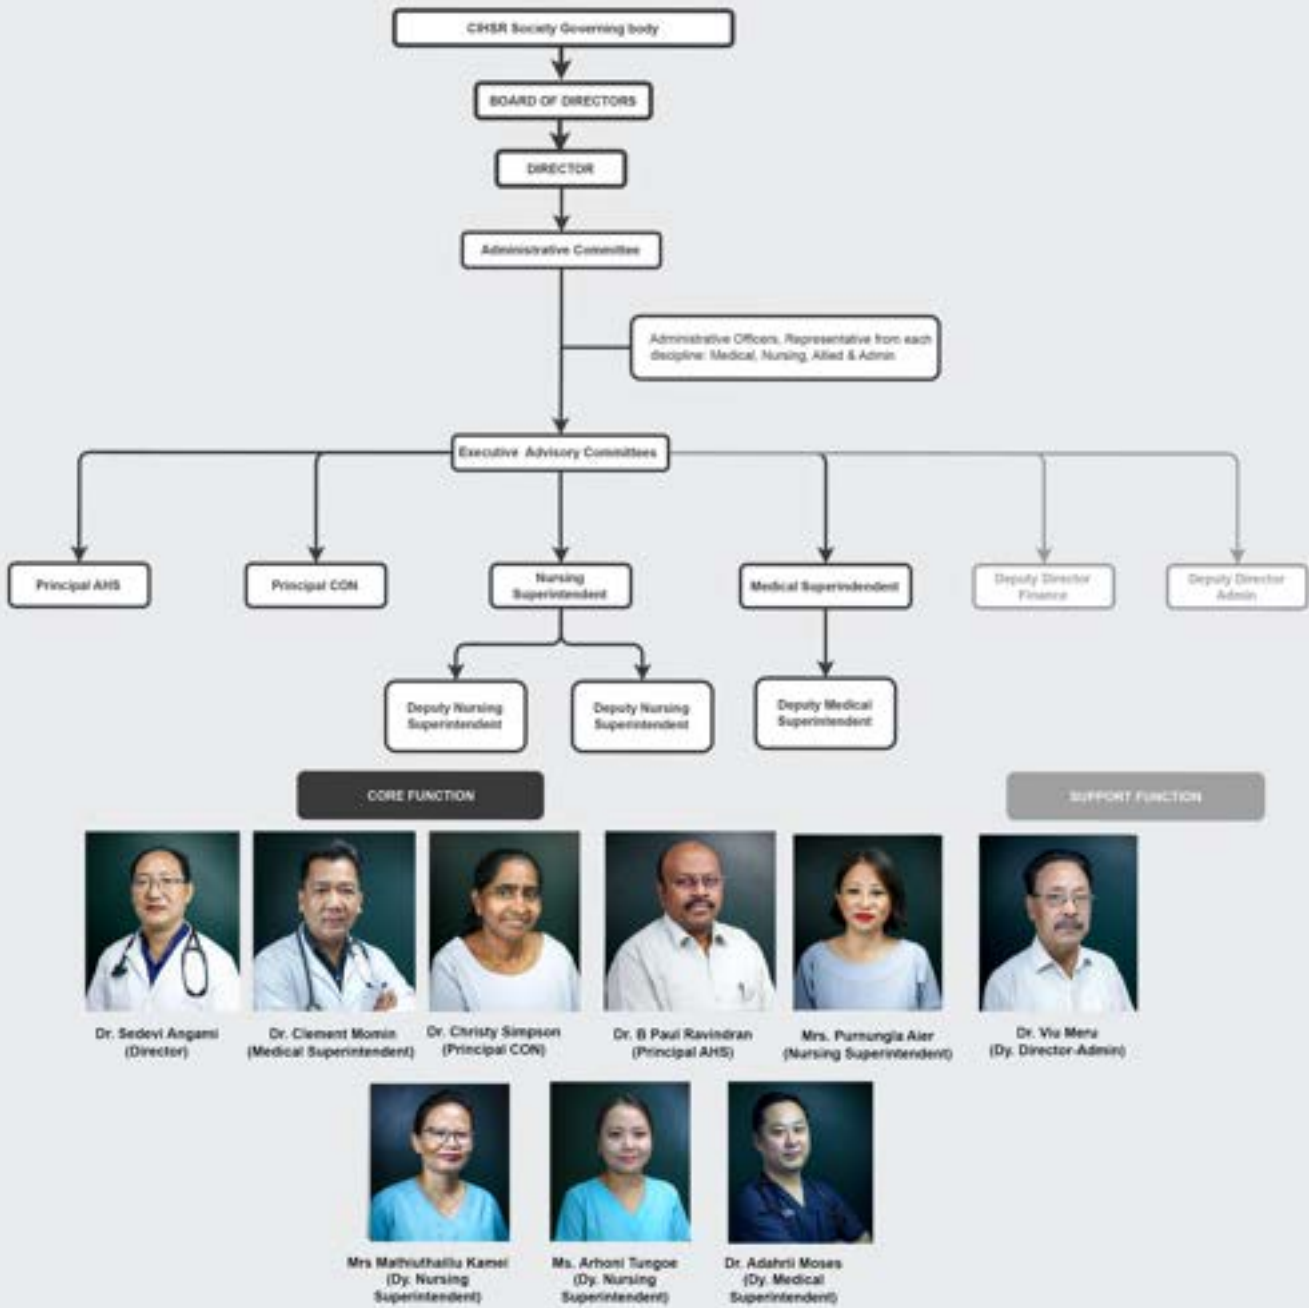 CIHSR Society Governing body
BOARD OF DIRECTORS
DIRECTOR
Administrative Committee
Administrative Officers, Representative from each
discipline: Medical, Nursing, Allied & Admin
Executive Advisory Committees
Principal AHS
Principal CON
Nursing
Superintendent
Medical Superindendent
Deputy Director
Finance
Deputy Director
Admin
Deputy Nursing
Superintendent
Deputy Nursing
Superintendent
Deputy Medical
Superintendent
CORE FUNCTION
SUPPORT FUNCTION
Dr. Sedevi Angami
(Director)
Dr. Clement Momin
(Medical Superintendent)
Dr. Christy Simpson
(Principal CON)
Dr. B Paul Ravindran
(Principal AHS)
Mrs. Purnungla Aier
(Nursing Superintendent)
Dr. Viu Meru
(Dy. Director-Admin)
Mrs Mathiuthailiu Kamei
(Dy. Nursing
Superintendent)
Ms. Arhoni Tungoe
(Dy. Nursing
Superintendent)
Dr. Adahrii Moses
(Dy. Medical
Superintendent)